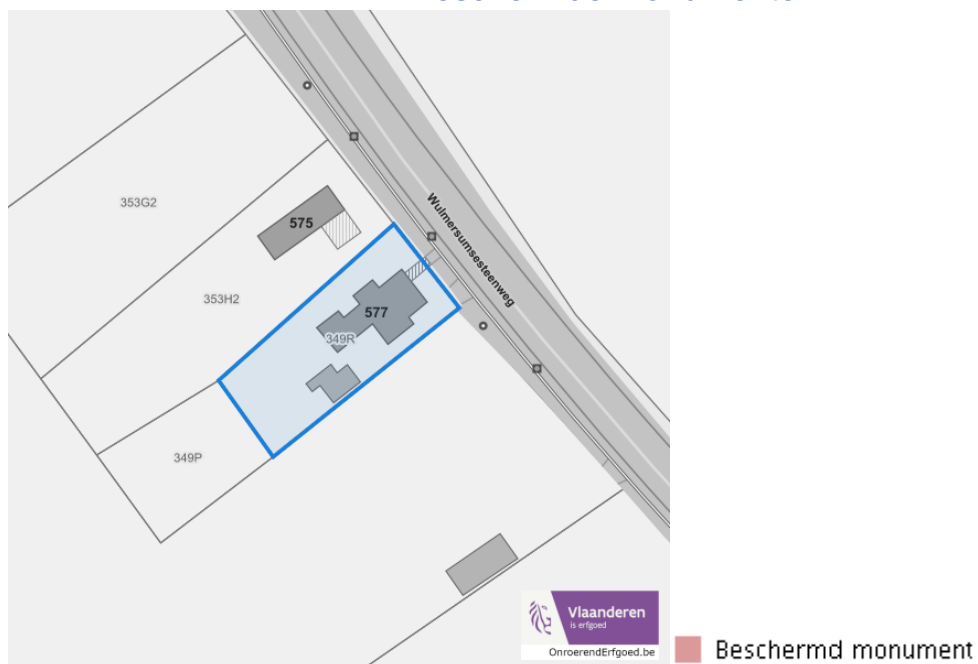 353G2
575
Wulmersumsesteenweg
353H2
577
349R
349P
Vlaanderen
is erfgoed
OnroerendErfgoed.be
Beschermd monument